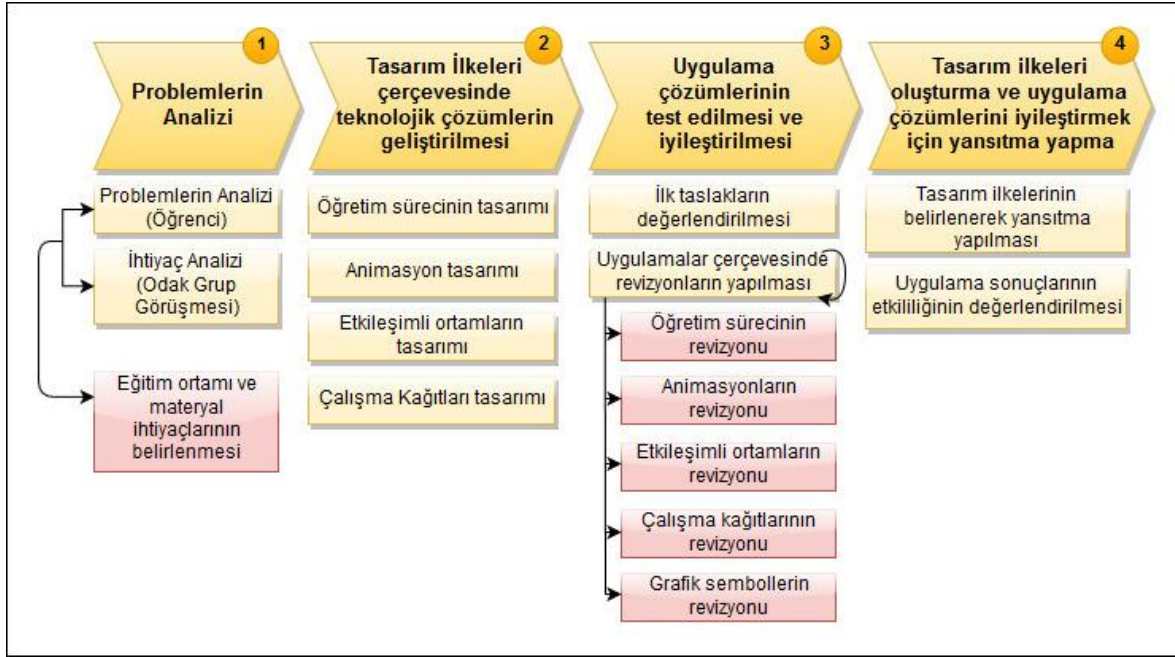 1
Problemlerin
Analizi
2
Tasarım İlkeleri
çerçevesinde
teknolojik çözümlerin
geliştirilmesi
3
Uygulama
çözümlerinin
test edilmesi ve
iyileştirilmesi
4
Tasarım ilkeleri
oluşturma ve uygulama
çözümlerini iyileştirmek
için yansıtma yapma
Problemlerin Analizi
(Öğrenci)
İhtiyaç Analizi
(Odak Grup
Görüşmesi)
Eğitim ortamı ve
materyal
ihtiyaçlarının
belirlenmesi
Öğretim sürecinin tasarımı
Animasyon tasarımı
Etkileşimli ortamların
tasarımı
Çalışma Kağıtları tasarımı
İlk taslakların
değerlendirilmesi
Uygulamalar çerçevesinde
revizyonların yapılması
Öğretim sürecinin
revizyonu
Animasyonların
revizyonu
Etkileşimli ortamların
revizyonu
Çalışma kağıtlarının
revizyonu
Grafik sembollerin
revizyonu
Tasarım ilkelerinin
belirlenerek yansıtma
yapılması
Uygulama sonuçlarının
etkililiğinin değerlendirilmesi